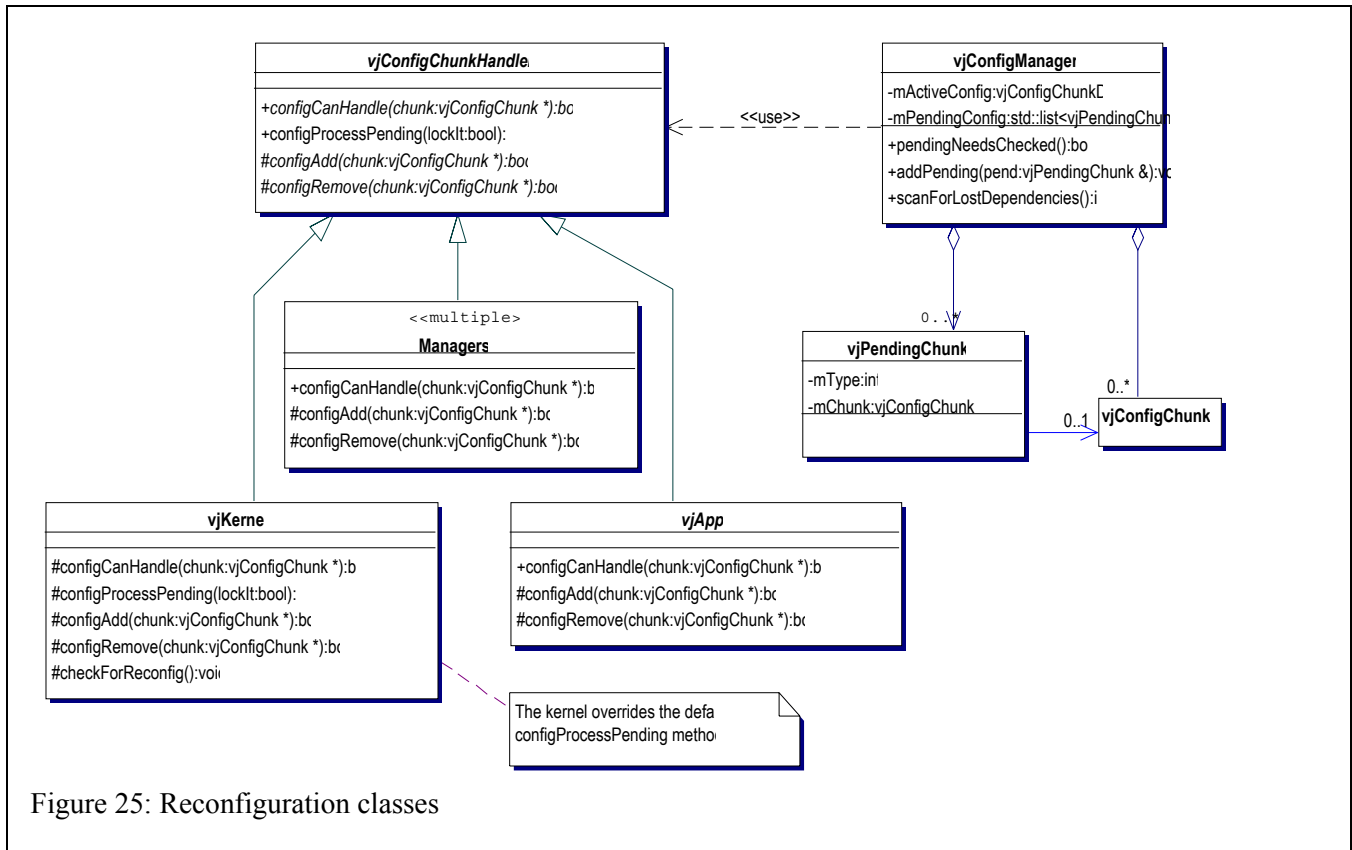 vjConfigChunkHandle
+configCanHandle(chunk:vjConfigChunk *):bo
+configProcessPending(lockIt:bool):
#configAdd(chunk:vjConfigChunk *):boo
#configRemove(chunk:vjConfigChunk *):boo
<<use>>
vjConfigManager
-mActiveConfig:vjConfigChunkD
-mPendingConfig:std::list<vjPendingChun
+pendingNeedsChecked():bo
+addPending(pend:vjPendingChunk &):vo
+scanForLostDependencies():i
<<multiple>
Managers
+configCanHandle(chunk:vjConfigChunk *):b
#configAdd(chunk:vjConfigChunk *):bo
#configRemove(chunk:vjConfigChunk *):bo
0..*
vjPendingChunk
-mType:int
-mChunk:vjConfigChunk
0..1
0..*
vjConfigChunk
vjKerne
#configCanHandle(chunk:vjConfigChunk *):b
#configProcessPending(lockIt:bool):
#configAdd(chunk:vjConfigChunk *):bo
#configRemove(chunk:vjConfigChunk *):bo
#checkForReconfig():void
vjApp
+configCanHandle(chunk:vjConfigChunk *):b
#configAdd(chunk:vjConfigChunk *):bo
#configRemove(chunk:vjConfigChunk *):bo
The kernel overrides the defa
configProcessPending metho
Figure 25: Reconfiguration classes